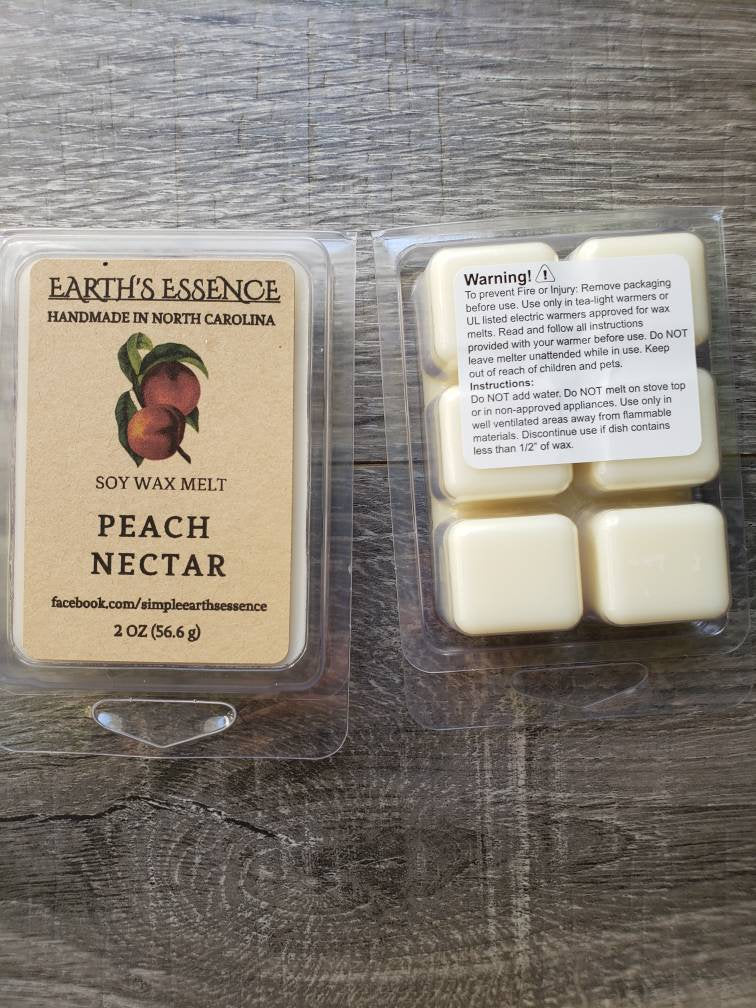 EARTH'S ESSENCE
HANDMADE IN NORTH CAROLINA
SOY WAX MELT
PEACH
NECTAR
facebook.com/simpleearthsessence
2 OZ (56.6 g)
Warning!
To prevent Fire or Injury: Remove packaging
before use. Use only in tea-light warmers or
UL listed electric warmers approved for wax
melts. Read and follow all instructions
provided with your warmer before use. Do NOT
leave melter unattended while in use. Keep
out of reach of children and pets.
Instructions:
Do NOT add water. Do NOT melt on stove top
or in non-approved appliances. Use only in
well ventilated areas away from flammable
materials. Discontinue use if dish contains
less than 1/2" of wax.